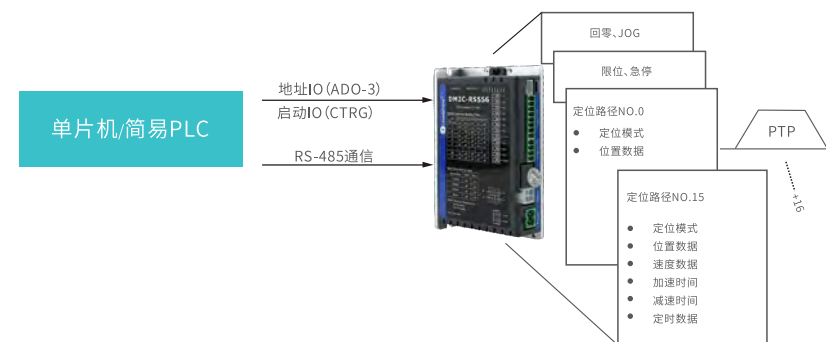 单片机/简易PLC
地址IO(ADO-3)
启动IO(CTRG)
RS-485通信
DMIC-RS556
回零、JOG
限位、急停
定位路径NO.0
● 定位模式
● 位置数据
定位路径NO.15
● 定位模式
● 位置数据
● 速度数据
● 加速时间
● 减速时间
● 定时数据
PTP
+16